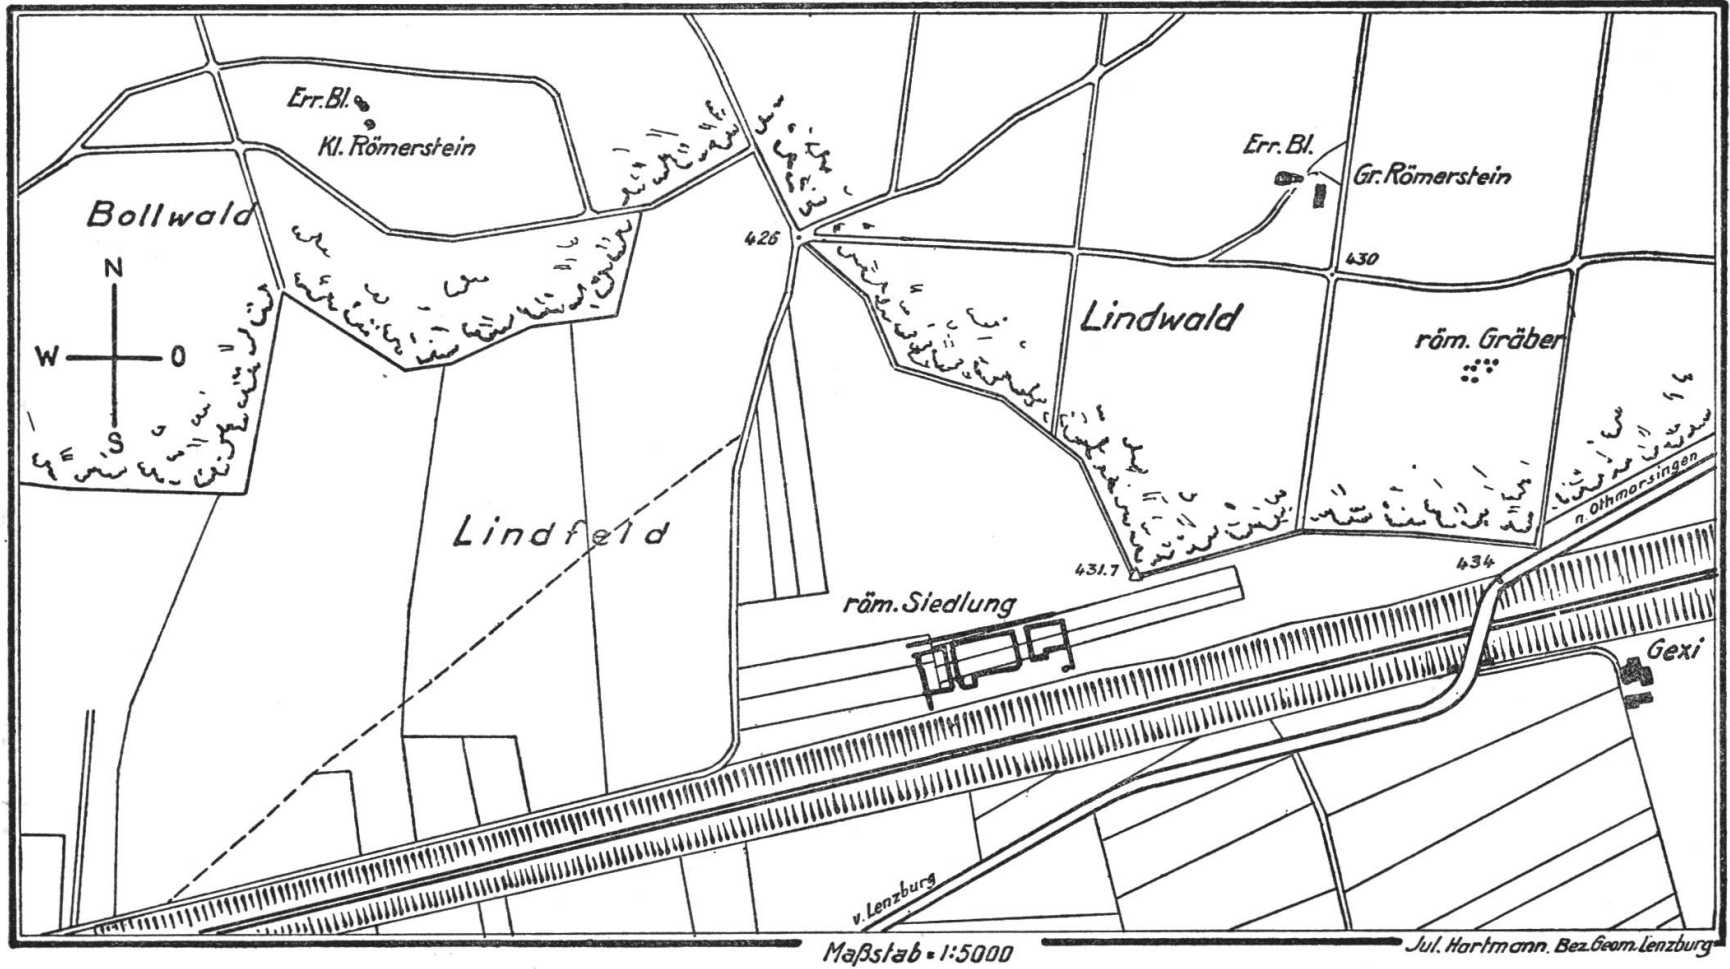 Err. Bl.
Kl. Römerstein
Err. Bl.
Gr. Römerstein
Bollwald
426
430
N
W O
S
Lindwald
röm. Gräber
Lindfeld
n. Othmarsingen
431.7
434
röm. Siedlung
Gexi
v. Lenzburg
Maßstab = 1:5000
Jul. Hartmann. Bez. Geom. Lenzburg